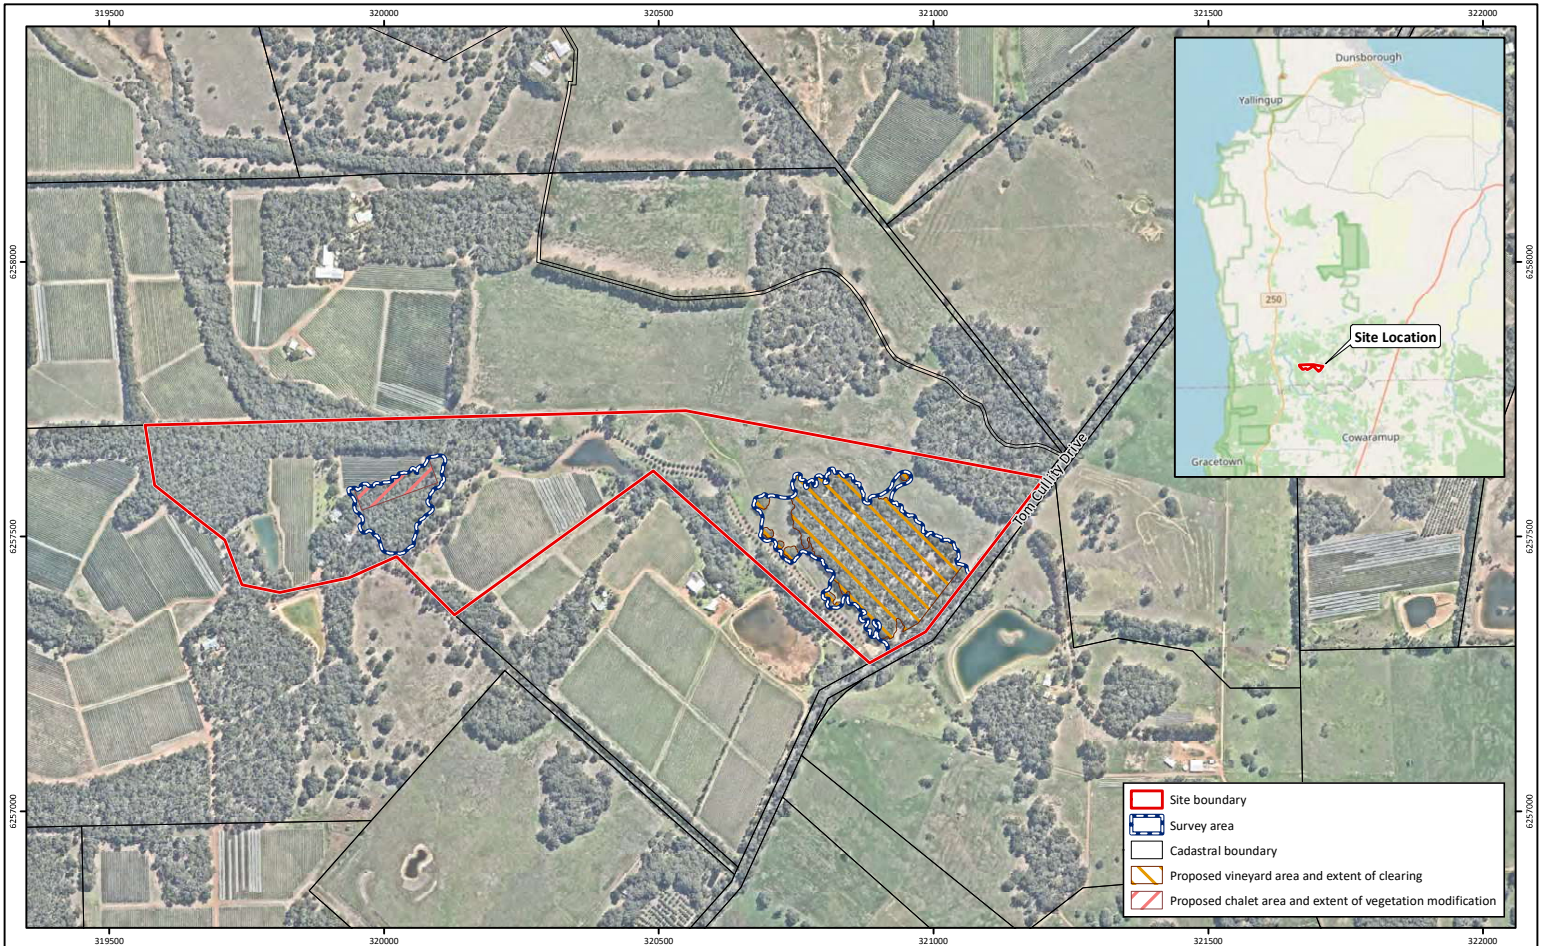 319500
320000
320500
321000
321500
322000
6258000
6257500
6257000
6258000
6257500
6257000
Dunsborough
Yallingup
250
Site Location
Cowaramup
Gracetown
Tom Cullity Drive
Site boundary
Survey area
Cadastral boundary
Proposed vineyard area and extent of clearing
Proposed chalet area and extent of vegetation modification
319500
320000
320500
321000
321500
322000